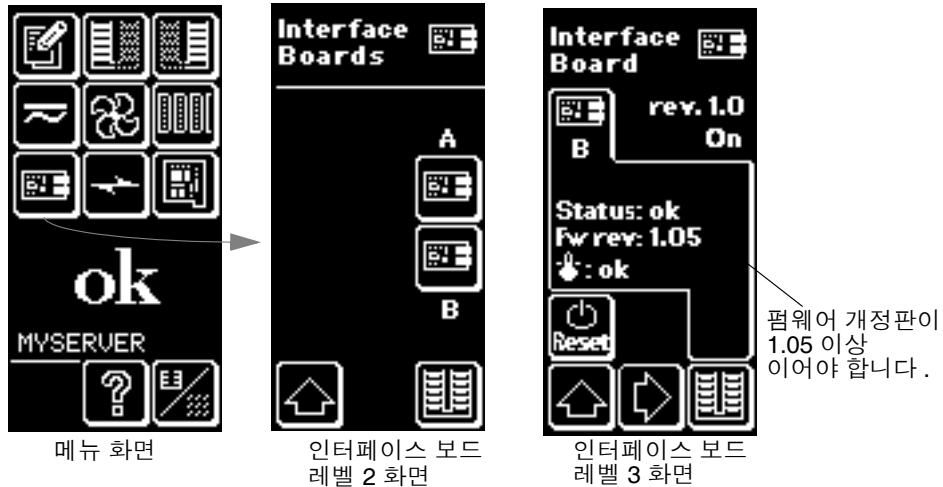 ok
MYSERVER
메뉴 화면
Interface
Boards
A
B
인터페이스 보드
레벨 2 화면
Interface
Board
rev. 1.0
On
B
Status: ok
Fw rev: 1.05
: ok
Reset
인터페이스 보드
레벨 3 화면
펌웨어 개정판이
1.05 이상
이어야 합니다 .